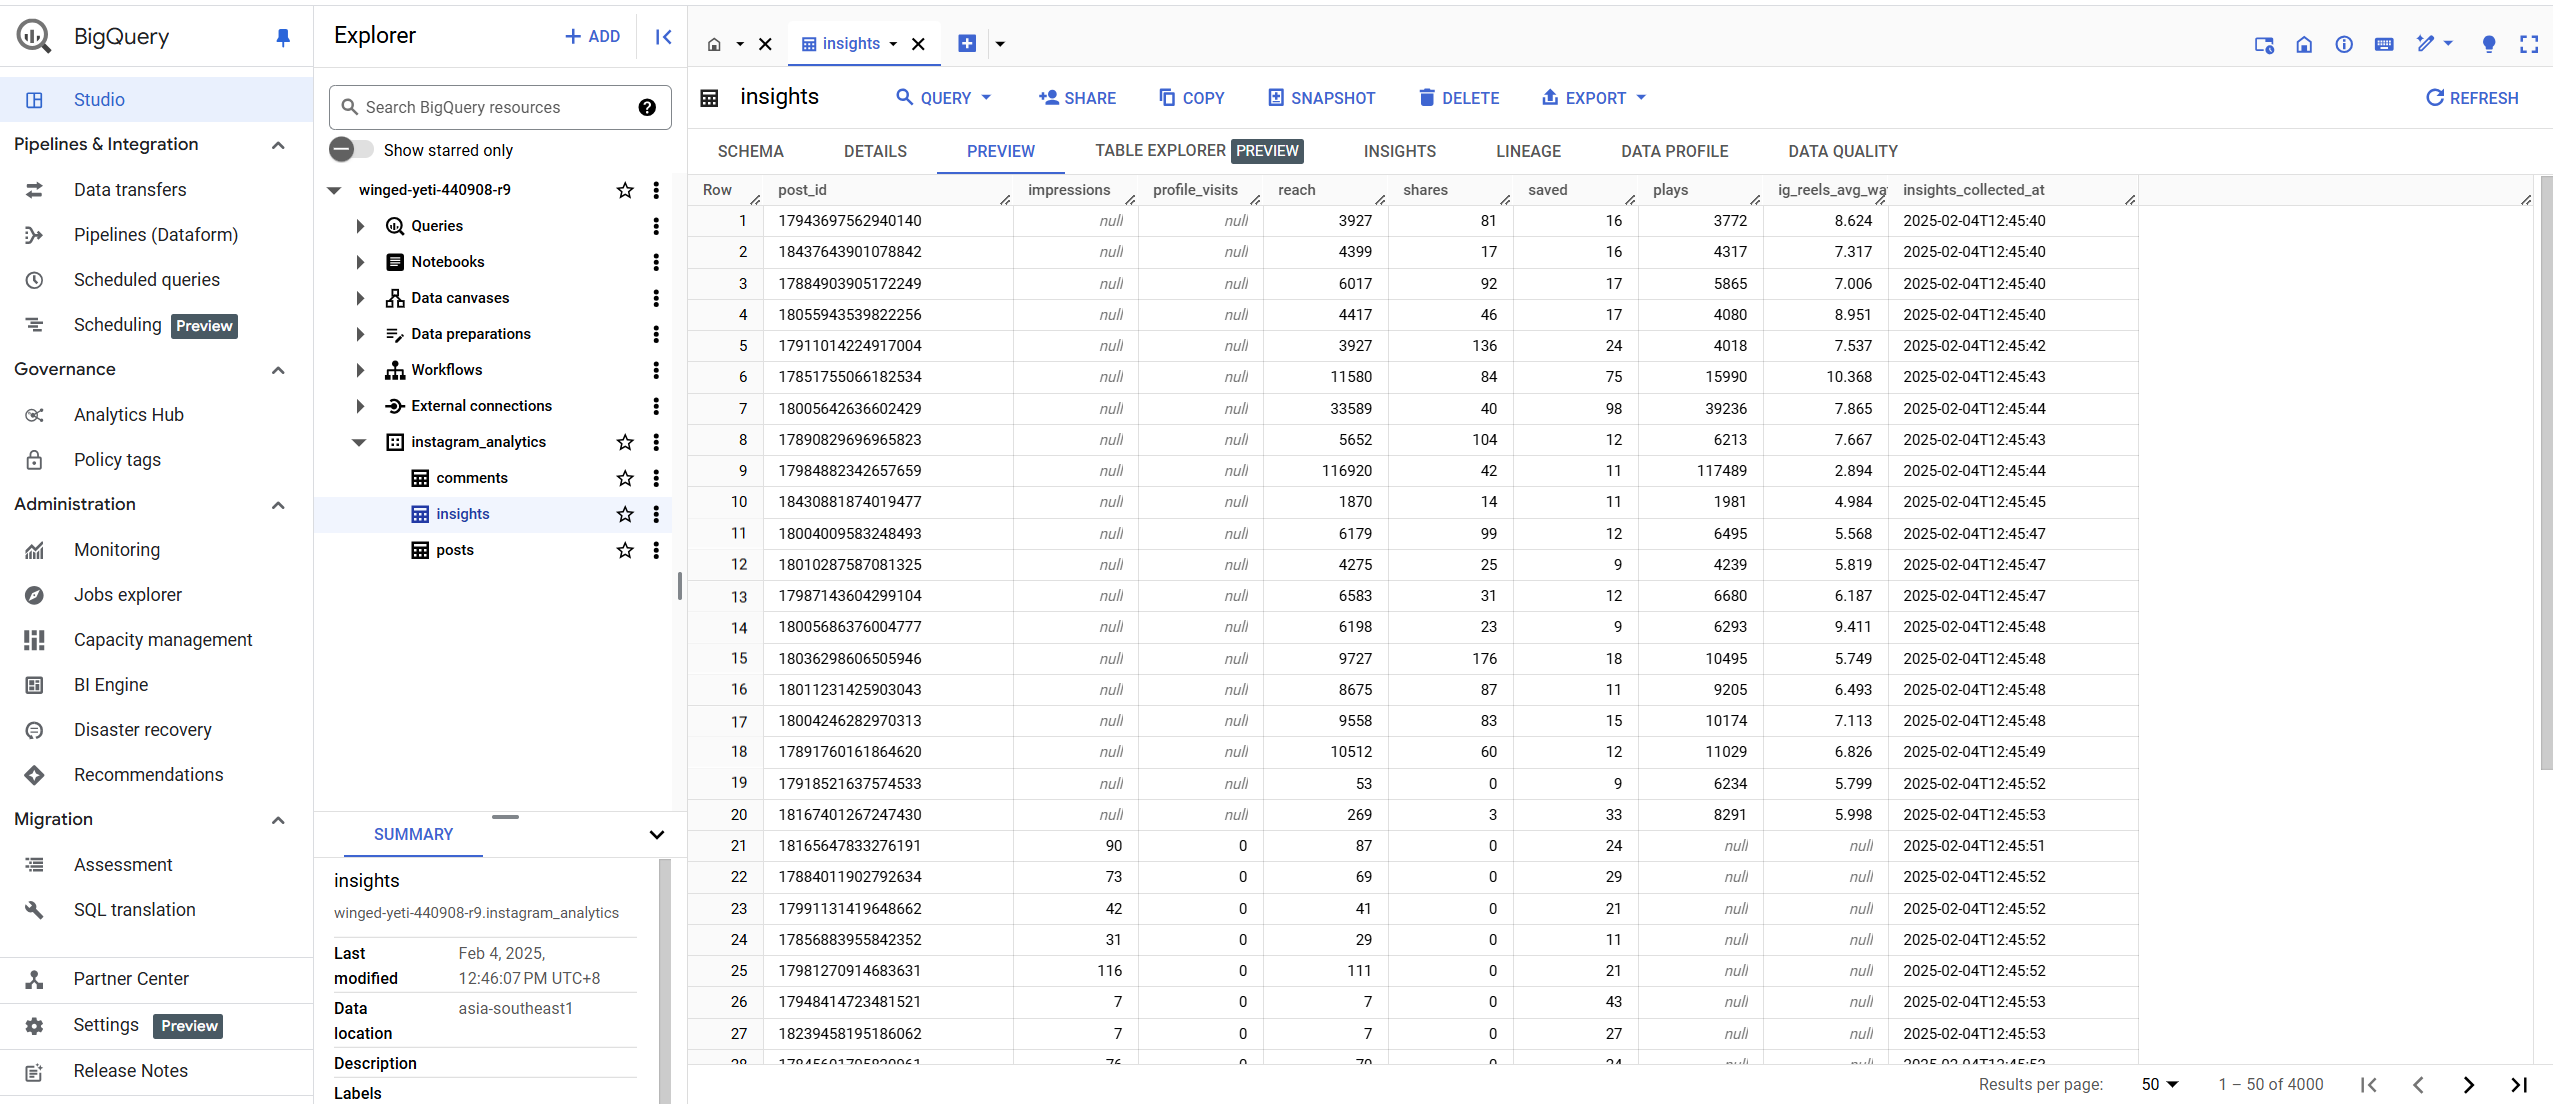 BigQuery
Studio
Pipelines & Integration
Data transfers
Pipelines (Dataform)
Scheduled queries
Scheduling Preview
Governance
Analytics Hub
Policy tags
Administration
Monitoring
Jobs explorer
Capacity management
BI Engine
Disaster recovery
Recommendations
Migration
Assessment
SQL translation
Partner Center
Settings Preview
Release Notes
Explorer
+ ADD
Search BigQuery resources
Show starred only
winged-yeti-440908-r9
Queries
Notebooks
Data canvases
Data preparations
Workflows
External connections
instagram_analytics
comments
insights
posts
SUMMARY
insights
winged-yeti-440908-r9.instagram_analytics
Last modified Feb 4, 2025, 12:46:07 PM UTC+8
Data location asia-southeast1
Description
Labels
insights
insights QUERY SHARE COPY SNAPSHOT DELETE EXPORT REFRESH
SCHEMA DETAILS PREVIEW TABLE EXPLORER PREVIEW INSIGHTS LINEAGE DATA PROFILE DATA QUALITY
Row post_id impressions profile_visits reach shares saved plays ig_reels_avg_wa insights_collected_at
1 17943697562940140 null null 3927 81 16 3772 8.624 2025-02-04T12:45:40
2 18437643901078842 null null 4399 17 16 4317 7.317 2025-02-04T12:45:40
3 17884903905172249 null null 6017 92 17 5865 7.006 2025-02-04T12:45:40
4 18055943539822256 null null 4417 46 17 4080 8.951 2025-02-04T12:45:40
5 17911014224917004 null null 3927 136 24 4018 7.537 2025-02-04T12:45:42
6 17851755066182534 null null 11580 84 75 15990 10.368 2025-02-04T12:45:43
7 18005642636602429 null null 33589 40 98 39236 7.865 2025-02-04T12:45:44
8 17890829696965823 null null 5652 104 12 6213 7.667 2025-02-04T12:45:43
9 17984882342657659 null null 116920 42 11 117489 2.894 2025-02-04T12:45:44
10 18430881874019477 null null 1870 14 11 1981 4.984 2025-02-04T12:45:45
11 18004009583248493 null null 6179 99 12 6495 5.568 2025-02-04T12:45:47
12 18010287587081325 null null 4275 25 9 4239 5.819 2025-02-04T12:45:47
13 17987143604299104 null null 6583 31 12 6680 6.187 2025-02-04T12:45:47
14 18005686376004777 null null 6198 23 9 6293 9.411 2025-02-04T12:45:48
15 18036298606505946 null null 9727 176 18 10495 5.749 2025-02-04T12:45:48
16 18011231425903043 null null 8675 87 11 9205 6.493 2025-02-04T12:45:48
17 18004246282970313 null null 9558 83 15 10174 7.113 2025-02-04T12:45:48
18 17891760161864620 null null 10512 60 12 11029 6.826 2025-02-04T12:45:49
19 17918521637574533 null null 53 0 9 6234 5.799 2025-02-04T12:45:52
20 18167401267247430 null null 269 3 33 8291 5.998 2025-02-04T12:45:53
21 18165647833276191 90 0 87 0 24 null null 2025-02-04T12:45:51
22 17884011902792634 73 0 69 0 29 null null 2025-02-04T12:45:52
23 17991131419648662 42 0 41 0 21 null null 2025-02-04T12:45:52
24 17856883955842352 31 0 29 0 11 null null 2025-02-04T12:45:52
25 17981270914683631 116 0 111 0 21 null null 2025-02-04T12:45:52
26 17948414723481521 7 0 7 0 43 null null 2025-02-04T12:45:53
27 18239458195186062 7 0 7 0 27 null null 2025-02-04T12:45:53
Results per page: 50 1 – 50 of 4000